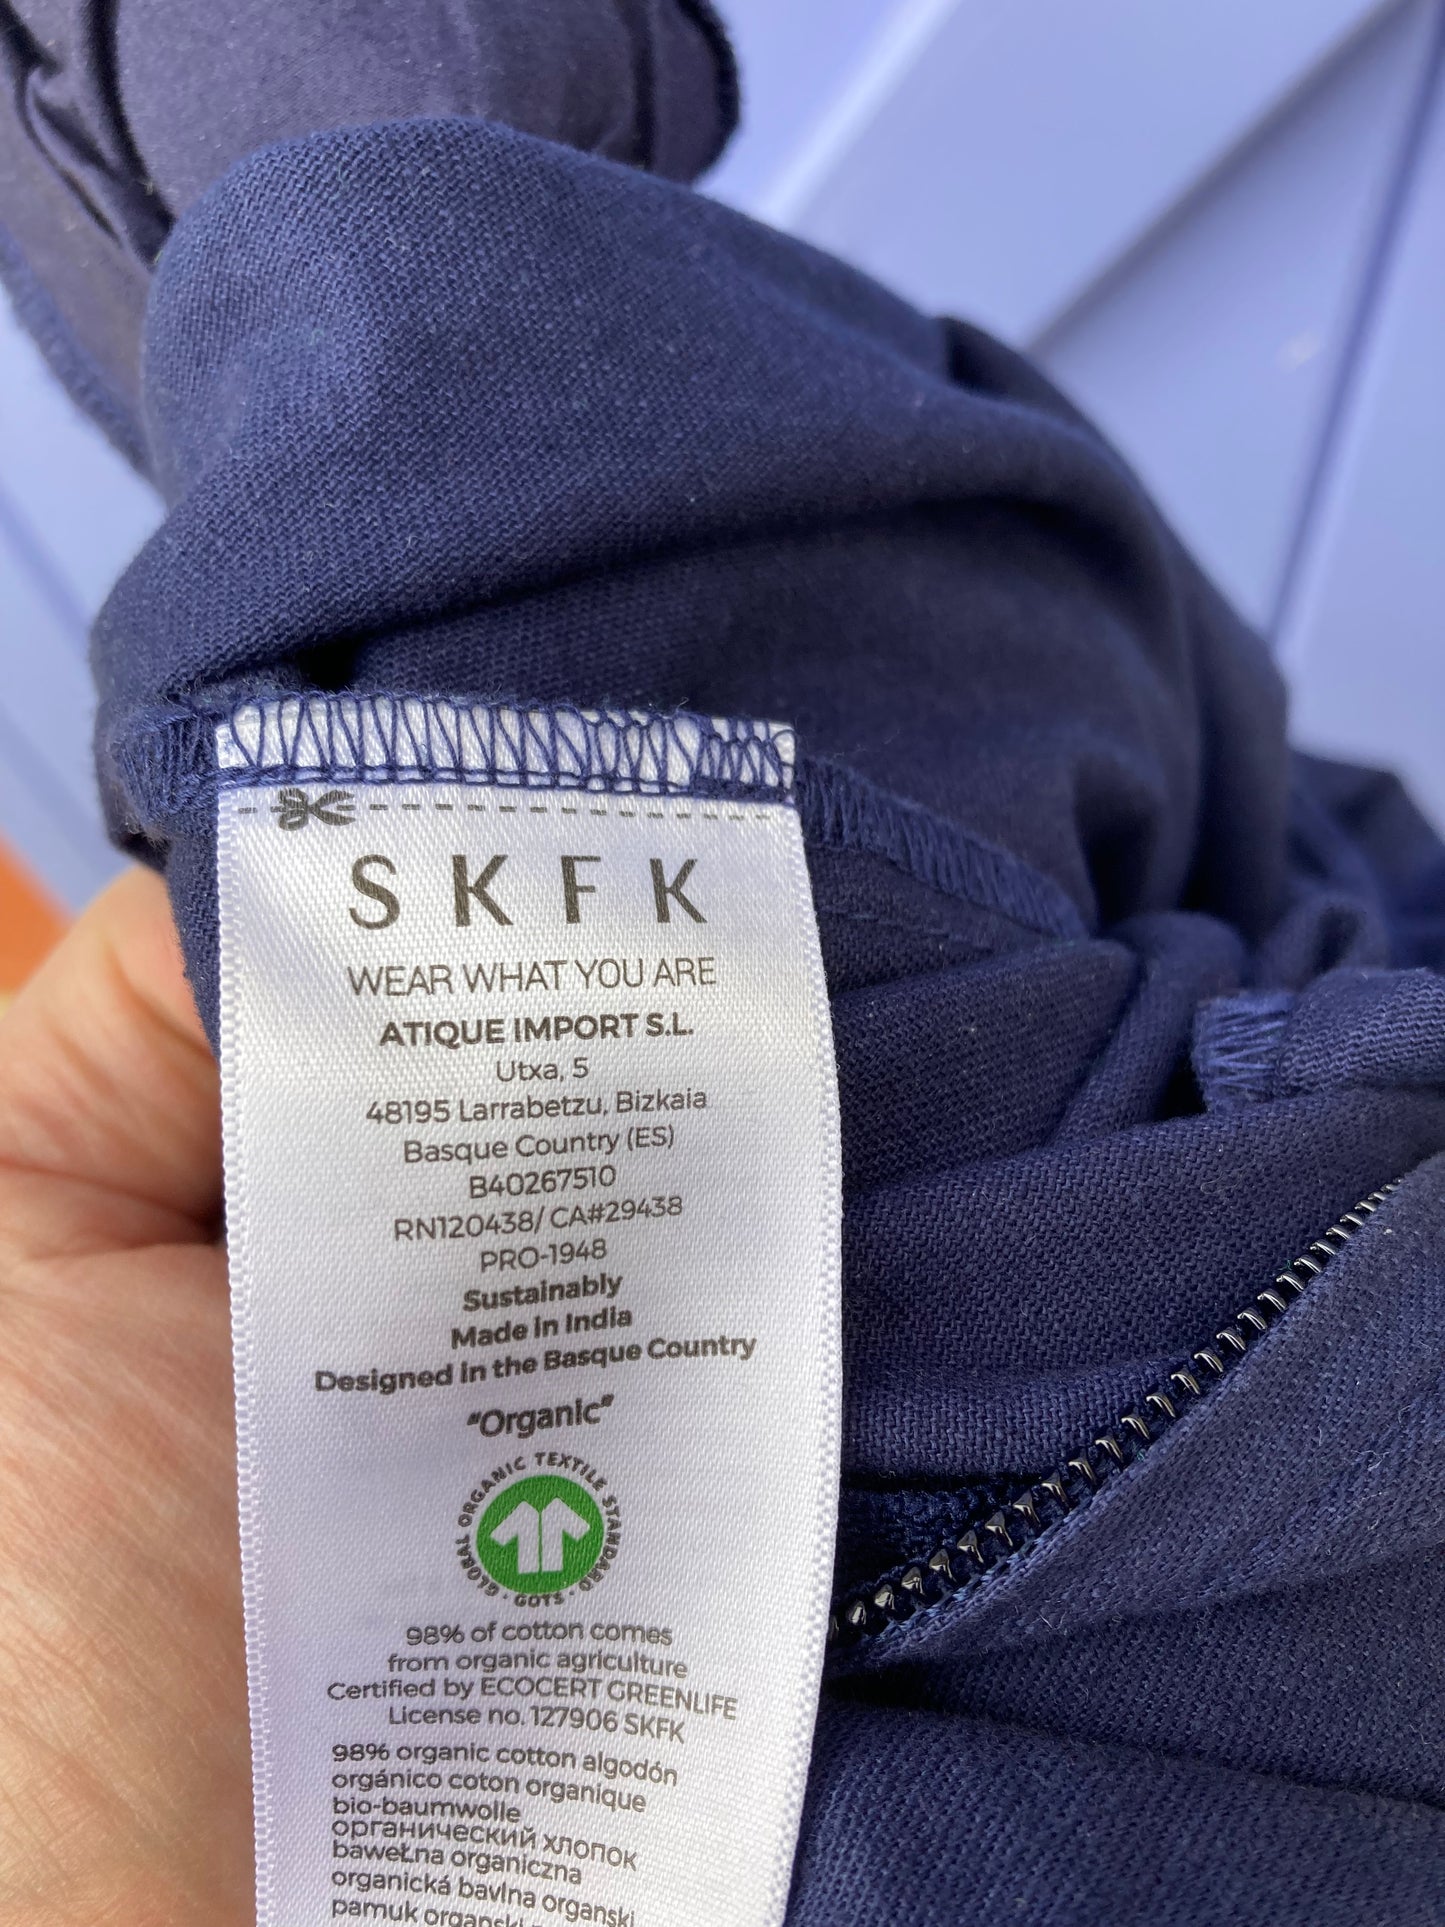 SKFK
WEAR WHAT YOU ARE
ATIQUE IMPORT S.L.
Utxa, 5
48195 Larrabetzu, Bizkaia
Basque Country (ES)
B40267510
RN120438/ CA#29438
PRO-1948
Sustainably
Made in India
Designed in the Basque Country
"Organic"
GLOBAL ORGANIC TEXTILE STANDARD · GOTS ·
98% of cotton comes
from organic agriculture
Certified by ECOCERT GREENLIFE
License no. 127906 SKFK
98% organic cotton algodón
orgánico coton organique
bio-baumwolle
органический хлопок
bawełna organiczna
organická bavlna organski
pamuk